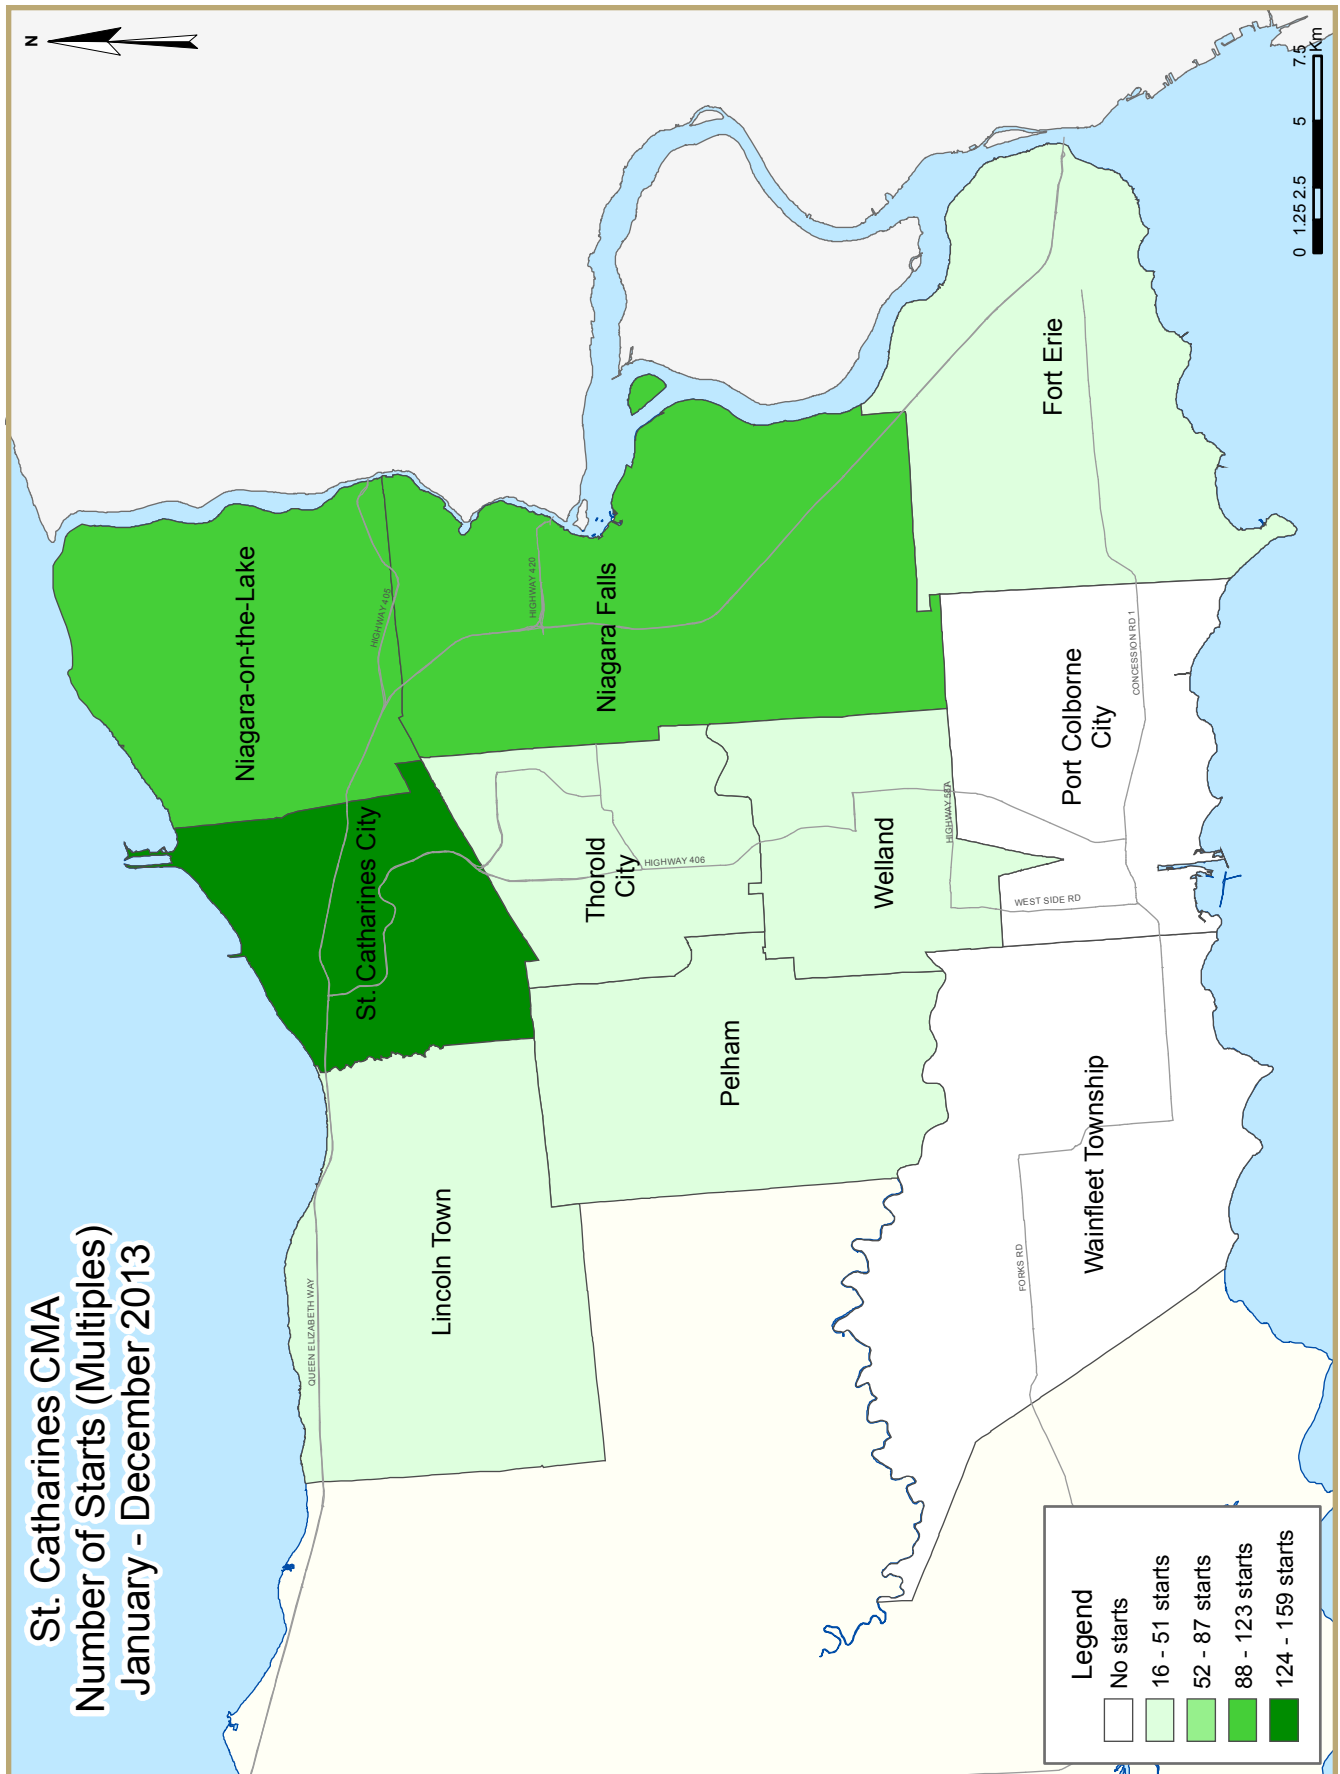 St. Catharines CMA
Number of Starts (Multiples)
January - December 2013
N
Niagara-on-the-Lake
HIGHWAY 405
St. Catharines City
HIGHWAY 420
Niagara Falls
QUEEN ELIZABETH WAY
Lincoln Town
Thorold
City
HIGHWAY 406
Pelham
Welland
HIGHWAY 58A
Fort Erie
Port Colborne
City
CONCESSION RD 1
WEST SIDE RD
Wainfleet Township
FORKS RD
Legend
No starts
16 - 51 starts
52 - 87 starts
88 - 123 starts
124 - 159 starts
0 1.25 2.5 5 7.5
Km